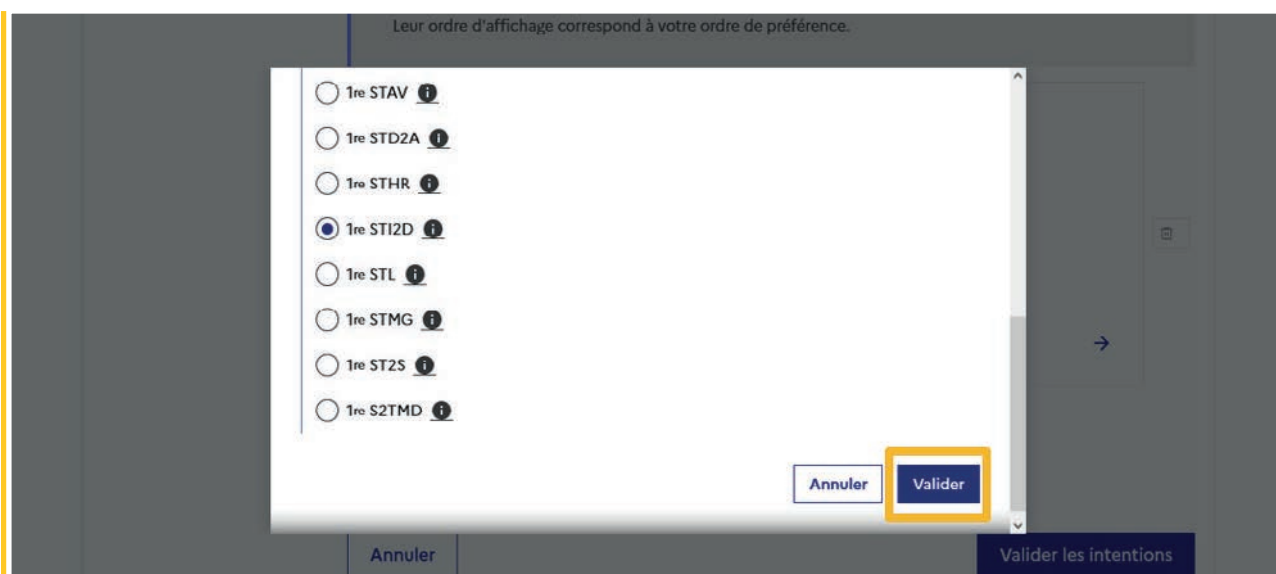 Leur ordre d'affichage correspond à votre ordre de préférence.
1re STAV
1re STD2A
1re STHR
1re STI2D
1re STL
1re STMG
1re ST2S
1re S2TMD
Annuler Valider
Annuler Valider les intentions